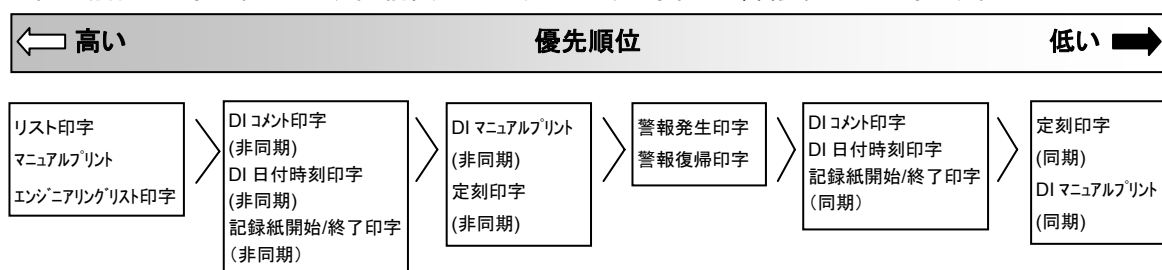 高い 優先順位 低い
リスト印字
マニュアルプリント
エンジニアリングリスト印字
DI コメント印字
(非同期)
DI 日付時刻印字
(非同期)
記録紙開始/終了印字
(非同期)
DI マニュアルプリント
(非同期)
定刻印字
(非同期)
警報発生印字
警報復帰印字
DI コメント印字
DI 日付時刻印字
記録紙開始/終了印字
(同期)
定刻印字
(同期)
DI マニュアルプリント
(同期)